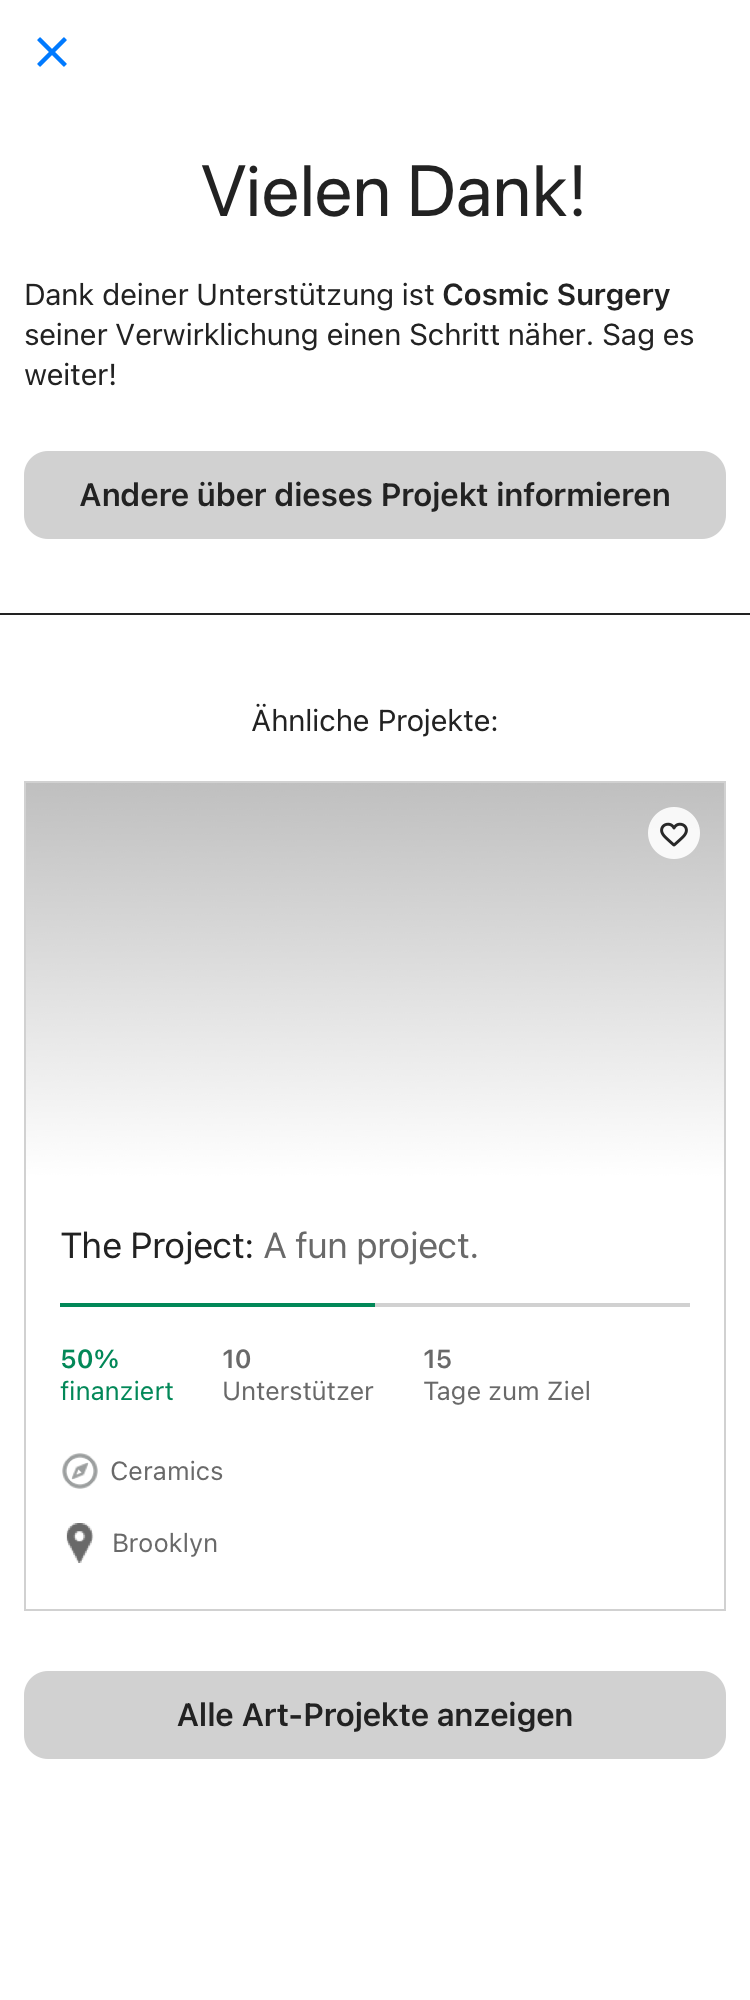 Vielen Dank!
Dank deiner Unterstützung ist Cosmic Surgery
seiner Verwirklichung einen Schritt näher. Sag es
weiter!
Andere über dieses Projekt informieren
Ähnliche Projekte:
The Project: A fun project.
50% 10 15
finanziert Unterstützer Tage zum Ziel
Ceramics
Brooklyn
Alle Art-Projekte anzeigen